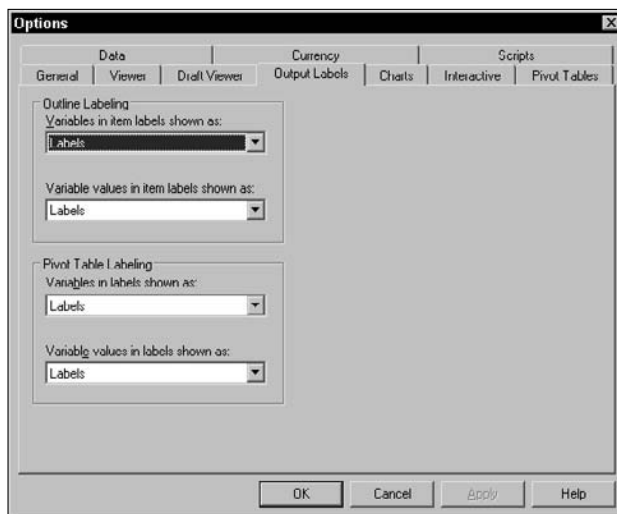 Options
Data Currency Scripts
General Viewer Draft Viewer Output Labels Charts Interactive Pivot Tables
Outline Labeling
Variables in item labels shown as:
Labels
Variable values in item labels shown as:
Labels
Pivot Table Labeling
Variables in labels shown as:
Labels
Variable values in labels shown as:
Labels
OK Cancel Apply Help